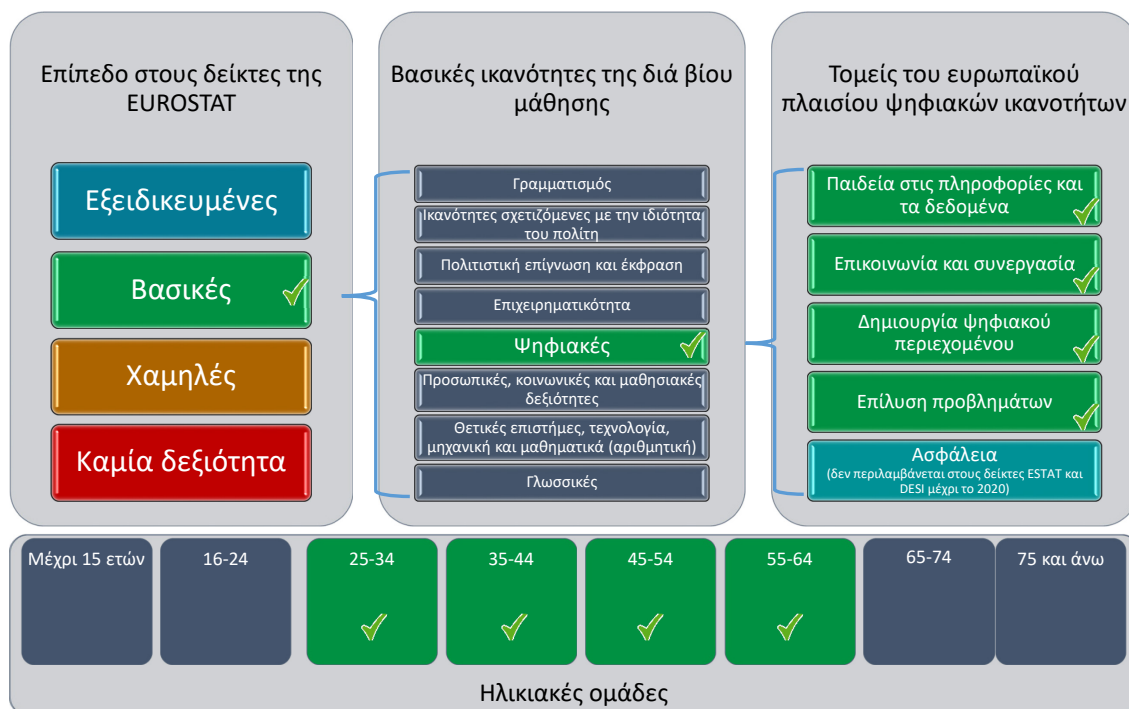 Επίπεδο στους δείκτες της
EUROSTAT
Εξειδικευμένες
Βασικές
Χαμηλές
Καμία δεξιότητα
Βασικές ικανότητες της διά βίου
μάθησης
Γραμματισμός
Ικανότητες σχετιζόμενες με την ιδιότητα
του πολίτη
Πολιτιστική επίγνωση και έκφραση
Επιχειρηματικότητα
Ψηφιακές
Προσωπικές, κοινωνικές και μαθησιακές
δεξιότητες
Θετικές επιστήμες, τεχνολογία,
μηχανική και μαθηματικά (αριθμητική)
Γλωσσικές
Τομείς του ευρωπαϊκού
πλαισίου ψηφιακών ικανοτήτων
Παιδεία στις πληροφορίες και
τα δεδομένα
Επικοινωνία και συνεργασία
Δημιουργία ψηφιακού
περιεχομένου
Επίλυση προβλημάτων
Ασφάλεια
(δεν περιλαμβάνεται στους δείκτες ESTAT και
DESI μέχρι το 2020)
Μέχρι 15 ετών
16-24
25-34
35-44
45-54
55-64
65-74
75 και άνω
Ηλικιακές ομάδες